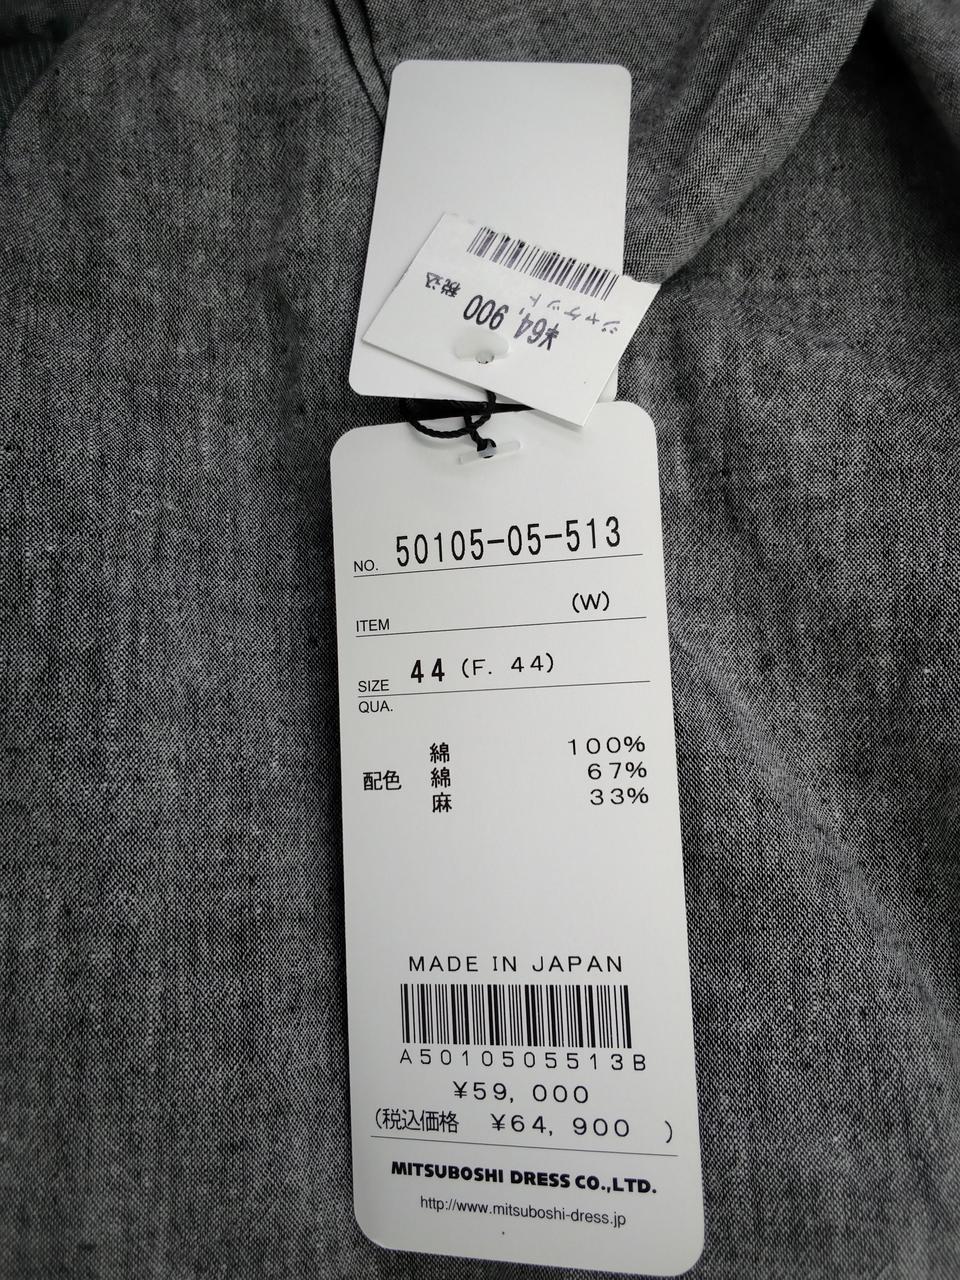 ジャケット
¥64,900 税込
NO. 50105-05-513
ITEM (W)
SIZE 44 (F. 44)
QUA.
綿 100%
配色 綿 67%
麻 33%
MADE IN JAPAN
A5010505513B
¥59,000
(税込価格 ¥64,900 )
MITSUBOSHI DRESS CO.,LTD.
http://www.mitsuboshi-dress.jp